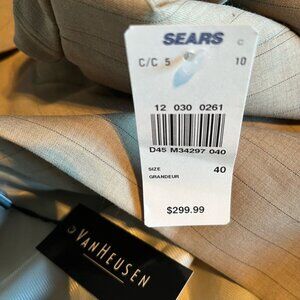 SEARS C
C/C 5 10
12 030 0261
D45 M34297 040
SIZE 40
GRANDEUR
$299.99
VANHEUSEN